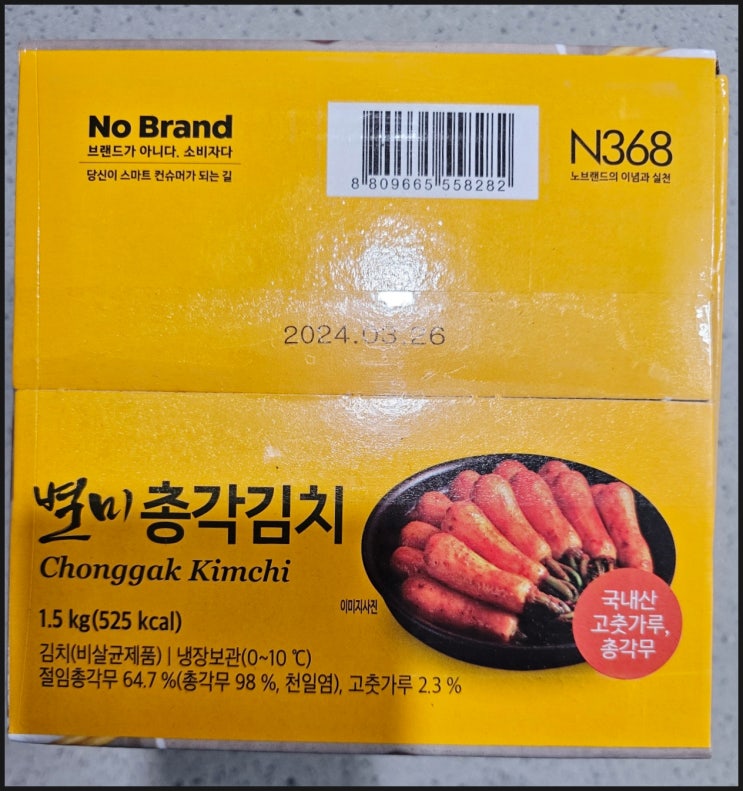 No Brand
브랜드가 아니다. 소비자다
당신이 스마트 컨슈머가 되는 길
8 809665 558282
N368
노브랜드의 이념과 실천
2024.03.26
별미 총각김치
Chonggak Kimchi
이미지사진
1.5 kg(525 kcal)
김치(비살균제품) | 냉장보관(0~10 ℃)
절임총각무 64.7 %(총각무 98 %, 천일염), 고춧가루 2.3 %
국내산
고춧가루,
총각무